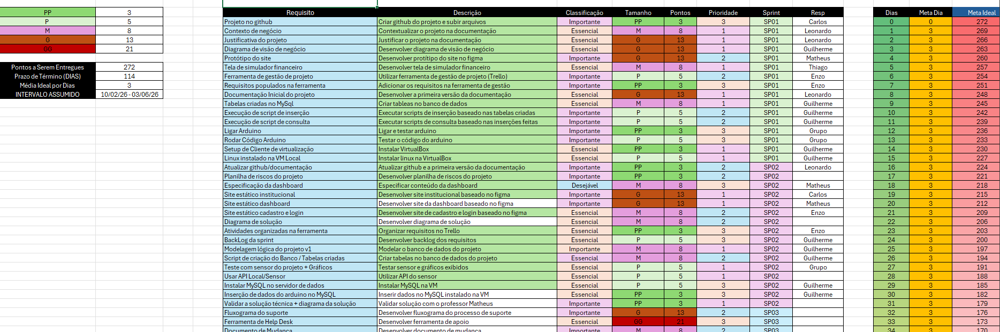 PP 3
P 5
M 8
G 13
GG 21
Pontos a Serem Entregues 272
Prazo de Término (DIAS) 114
Média Ideal por Dias 3
INTERVALO ASSUMIDO 10/02/26 - 03/06/26
Requisito Descrição Classificação Tamanho Pontos Prioridade Sprint Resp
Projeto no github Criar github do projeto e subir arquivos Importante PP 3 3 SP01 Carlos
Contexto de negócio Contextualizar o projeto na documentação Essencial M 8 1 SP01 Leonardo
Justificativa do projeto Justificar o projeto na documentação Essencial G 13 1 SP01 Leonardo
Diagrama de visão de negócio Desenvolver diagrama de visão de negócio Essencial G 13 1 SP01 Guilherme
Protótipo do site Desenvolver protítipo do site no figma Importante G 13 2 SP01 Matheus
Tela de simulador financeiro Desenvolver tela de simulador financeiro Essencial M 8 1 SP01 Thiago
Ferramenta de gestão de projeto Utilizar ferramenta de gestão de projeto (Trello) Importante P 5 2 SP01 Enzo
Requisitos populados na ferramenta Adicionar os requisitos na ferramenta de gestão Importante PP 3 3 SP01 Enzo
Documentação Inicial do projeto Desenvolver a primeira versão da documentação Essencial G 13 1 SP01 Leonardo
Tabelas criadas no MySql Criar tableas no banco de dados Essencial M 8 1 SP01 Guilherme
Execução de script de inserção Executar scripts de inserção baseado nas tabelas criadas Importante P 5 2 SP01 Guilherme
Execução de script de consulta Executar scripts de consulta baseado nas inserções feitas Importante P 5 2 SP01 Guilherme
Ligar Arduino Ligar e testar arduino Importante PP 3 3 SP01 Grupo
Rodar Código Arduino Testar o código do arduino Importante P 5 3 SP01 Grupo
Setup de Cliente de virtualização Instalar VirtualBox Essencial PP 3 1 SP01 Guilherme
Linux instalado na VM Local Instalar linux na VirtualBox Essencial P 5 1 SP01 Guilherme
Atualizar github/documentação Atualizar github e a primeira versão da documentação Importante PP 3 2 SP02 Leonardo
Planilha de riscos do projeto Desenvolver planilha de riscos do projeto Importante PP 3 2 SP02
Especificação da dashboard Especificar conteúdo da dashboard Desejável M 8 3 SP02 Matheus
Site estático institucional Desenvolver site institucional baseado no figma Importante G 13 1 SP02 Carlos
Site estático dashboard Desenvolver site da dashboard baseado no figma Importante G 13 1 SP02 Matheus
Site estático cadastro e login Desenvolver site de cadastro e login baseado no figma Essencial M 8 2 SP02 Enzo
Diagrama de solução Desenvolver diagrama de solução Essencial M 8 2 SP02
Atividades organizadas na ferramenta Organizar requisitos no Trello Essencial PP 3 3 SP02 Enzo
BackLog da sprint Desenvolver backlog dos requisitos Essencial P 5 3 SP02 Guilherme
Modelagem lógica do projeto v1 Modelar o banco de dados do projeto Importante M 8 1 SP02 Guilherme
Script de criação do Banco / Tabelas criadas Criar tabelas no banco de dados do projeto Essencial M 8 2 SP02 Guilherme
Teste com sensor do projeto + Gráficos Testar sensor e gráficos exibidos Essencial P 5 1 SP02 Grupo
Usar API Local/Sensor Utilizar API do sensor Essencial P 5 1 SP02
Instalar MySQL no servidor de dados Instalar MySQL na VM Essencial P 5 3 SP02 Guilherme
Inserção de dados do arduino no MySQL Inserir dados no MySQL instalado na VM Essencial PP 3 3 SP02 Guilherme
Validar a solução técnica + diagrama da solução Validar solução com o professor Matheus Importante PP 3 1 SP02
Fluxograma do suporte Desenvolver fluxograma do processo de suporte Importante G 13 2 SP03
Ferramenta de Help Desk Desenvolver ferramenta de apoio Essencial GG 21 3 SP03
Documento de Mudança Desenvolver documento de mudança Importante M 8 2 SP03
Dias Meta Dia Meta Ideal
0 0 272
1 3 269
2 3 266
3 3 263
4 3 260
5 3 257
6 3 254
7 3 251
8 3 248
9 3 245
10 3 242
11 3 239
12 3 236
13 3 233
14 3 230
15 3 227
16 3 224
17 3 221
18 3 218
19 3 215
20 3 212
21 3 209
22 3 206
23 3 203
24 3 200
25 3 197
26 3 194
27 3 191
28 3 188
29 3 185
30 3 182
31 3 179
32 3 176
33 3 173
34 3 170